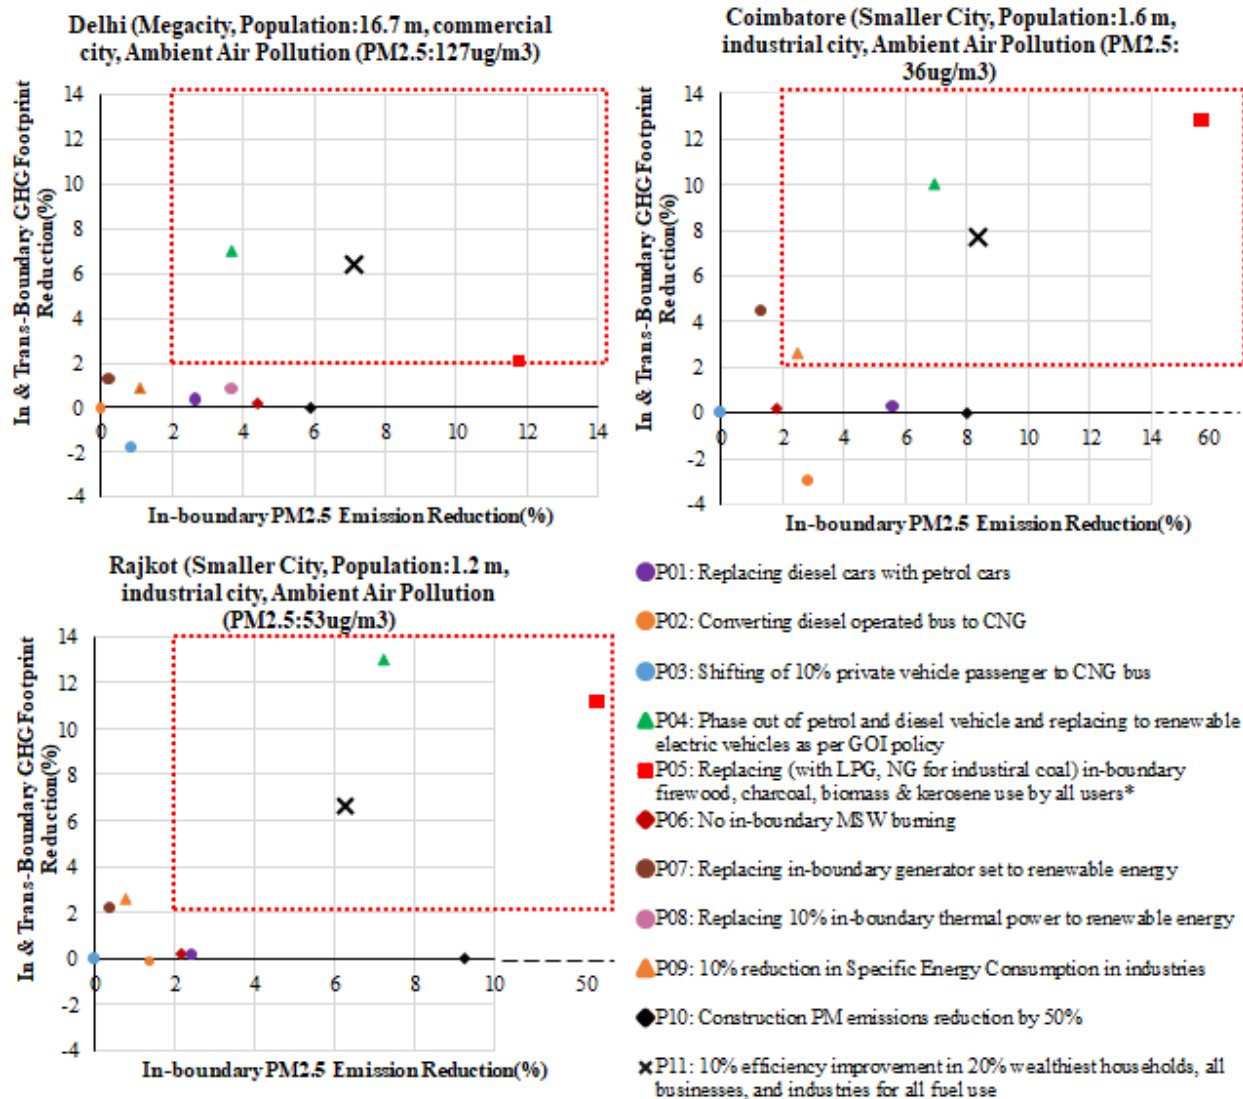 Delhi (Megacity, Population:16.7 m, commercial
city, Ambient Air Pollution (PM2.5:127ug/m3)
In & Trans-Boundary GHG Footprint
Reduction(%)
14
12
10
8
6
4
2
0
-2
-4
0 2 4 6 8 10 12 14
In-boundary PM2.5 Emission Reduction(%)
Coimbatore (Smaller City, Population:1.6 m,
industrial city, Ambient Air Pollution (PM2.5:
36ug/m3)
In & Trans-Boundary GHG Footprint
Reduction(%)
14
12
10
8
6
4
2
0
-2
-4
0 2 4 6 8 10 12 14 60
In-boundary PM2.5 Emission Reduction(%)
Rajkot (Smaller City, Population:1.2 m,
industrial city, Ambient Air Pollution
(PM2.5:53ug/m3)
In & Trans-Boundary GHG Footprint
Reduction(%)
14
12
10
8
6
4
2
0
-2
-4
0 2 4 6 8 10 50
In-boundary PM2.5 Emission Reduction(%)
P01: Replacing diesel cars with petrol cars
P02: Converting diesel operated bus to CNG
P03: Shifting of 10% private vehicle passenger to CNG bus
P04: Phase out of petrol and diesel vehicle and replacing to renewable
electric vehicles as per GOI policy
P05: Replacing (with LPG, NG for industiral coal) in-boundary
firewood, charcoal, biomass & kerosene use by all users*
P06: No in-boundary MSW burning
P07: Replacing in-boundary generator set to renewable energy
P08: Replacing 10% in-boundary thermal power to renewable energy
P09: 10% reduction in Specific Energy Consumption in industries
P10: Construction PM emissions reduction by 50%
P11: 10% efficiency improvement in 20% wealthiest households, all
businesses, and industries for all fuel use